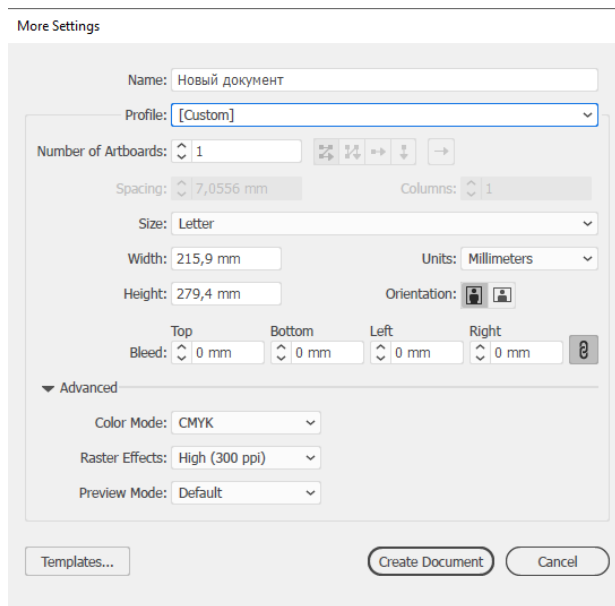 More Settings
Name: Новый документ
Profile: [Custom]
Number of Artboards: 1
Spacing: 7,0556 mm Columns: 1
Size: Letter
Width: 215,9 mm Units: Millimeters
Height: 279,4 mm Orientation:
Top Bottom Left Right
Bleed: 0 mm 0 mm 0 mm 0 mm
Advanced
Color Mode: CMYK
Raster Effects: High (300 ppi)
Preview Mode: Default
Templates... Create Document Cancel